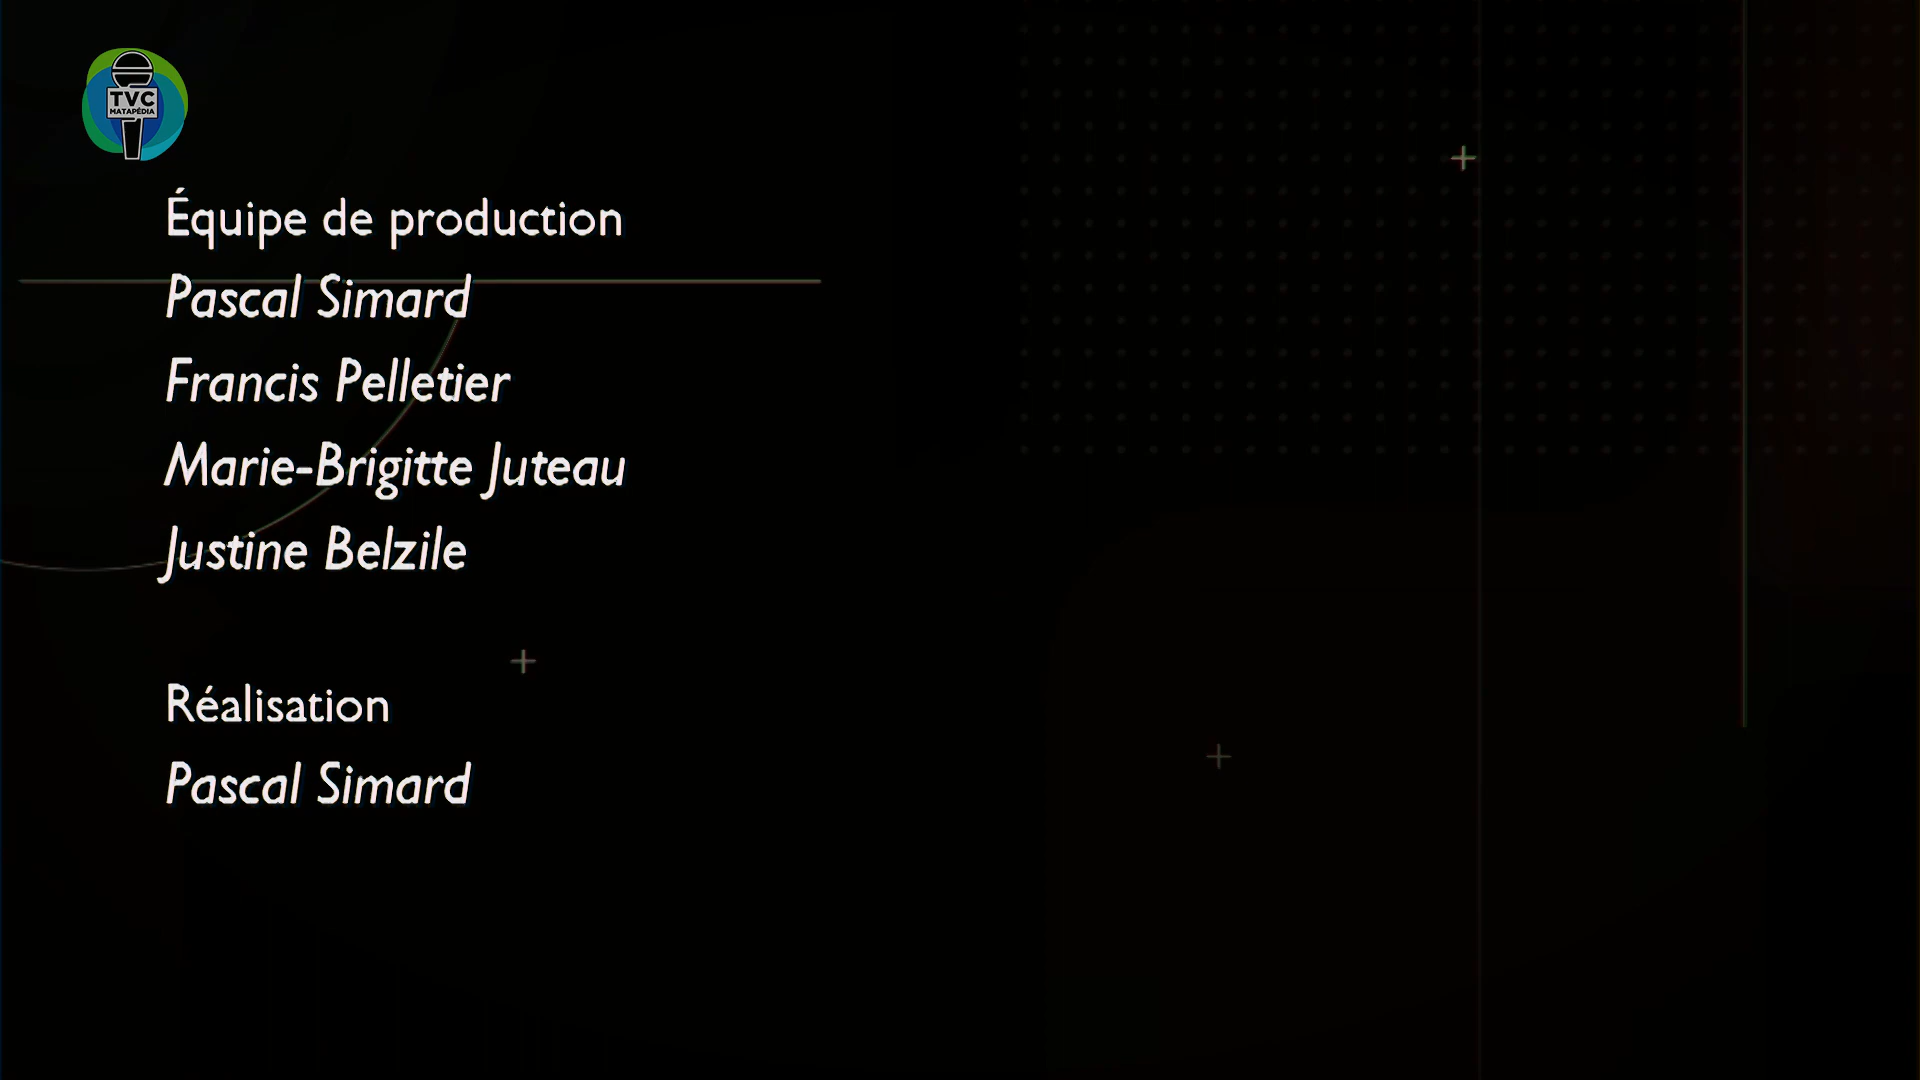 TVC
MATAPÉDIA
Équipe de production
Pascal Simard
Francis Pelletier
Marie-Brigitte Juteau
Justine Belzile
Réalisation
Pascal Simard